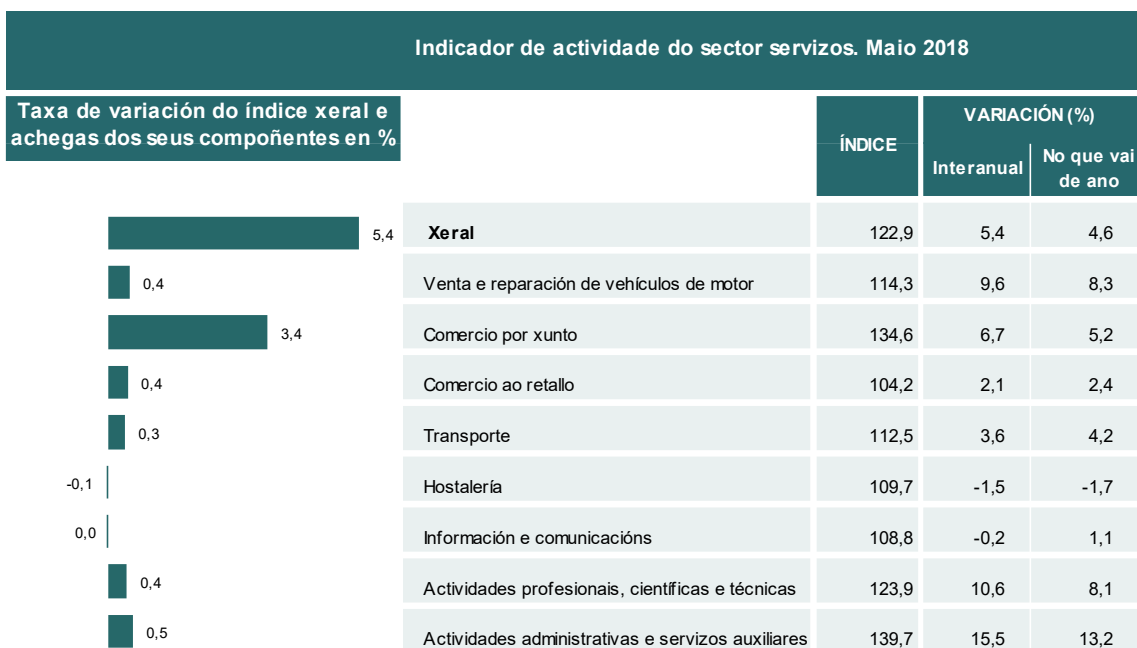 Indicador de actividade do sector servizos. Maio 2018
Taxa de variación do índice xeral e
achegas dos seus compoñentes en %
ÍNDICE
VARIACIÓN (%)
Interanual
No que vai
de ano
5,4 Xeral 122,9 5,4 4,6
0,4 Venta e reparación de vehículos de motor 114,3 9,6 8,3
3,4 Comercio por xunto 134,6 6,7 5,2
0,4 Comercio ao retallo 104,2 2,1 2,4
0,3 Transporte 112,5 3,6 4,2
-0,1 Hostalería 109,7 -1,5 -1,7
0,0 Información e comunicacións 108,8 -0,2 1,1
0,4 Actividades profesionais, científicas e técnicas 123,9 10,6 8,1
0,5 Actividades administrativas e servizos auxiliares 139,7 15,5 13,2